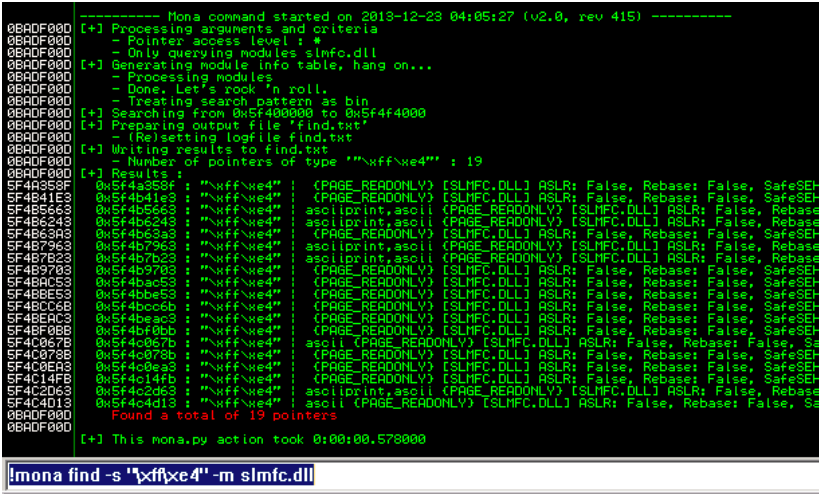 ---------- Mona command started on 2013-12-23 04:05:27 (v2.0, rev 415) ----------
0BADF00D [+] Processing arguments and criteria
0BADF00D - Pointer access level : #
0BADF00D - Only querying modules slmfc.dll
0BADF00D [+] Generating module info table, hang on...
0BADF00D - Processing modules
0BADF00D - Done. Let's rock 'n roll.
0BADF00D - Treating search pattern as bin
0BADF00D [+] Searching from 0x5f400000 to 0x5f4f4000
0BADF00D [+] Preparing output file 'find.txt'
0BADF00D - (Re)setting logfile find.txt
0BADF00D [+] Writing results to find.txt
0BADF00D - Number of pointers of type '"\xff\xe4"' : 19
0BADF00D [+] Results :
5F4A358F 0x5f4a358f : "\xff\xe4" | {PAGE_READONLY} [SLMFC.DLL] ASLR: False, Rebase: False, SafeSEH
5F4B41E3 0x5f4b41e3 : "\xff\xe4" | {PAGE_READONLY} [SLMFC.DLL] ASLR: False, Rebase: False, SafeSEH
5F4B5663 0x5f4b5663 : "\xff\xe4" | asciiprint,ascii {PAGE_READONLY} [SLMFC.DLL] ASLR: False, Rebase
5F4B6243 0x5f4b6243 : "\xff\xe4" | asciiprint,ascii {PAGE_READONLY} [SLMFC.DLL] ASLR: False, Rebase
5F4B63A3 0x5f4b63a3 : "\xff\xe4" | {PAGE_READONLY} [SLMFC.DLL] ASLR: False, Rebase: False, SafeSEH
5F4B7963 0x5f4b7963 : "\xff\xe4" | asciiprint,ascii {PAGE_READONLY} [SLMFC.DLL] ASLR: False, Rebase
5F4B7B23 0x5f4b7b23 : "\xff\xe4" | asciiprint,ascii {PAGE_READONLY} [SLMFC.DLL] ASLR: False, Rebase
5F4B9703 0x5f4b9703 : "\xff\xe4" | {PAGE_READONLY} [SLMFC.DLL] ASLR: False, Rebase: False, SafeSEH
5F4BAC53 0x5f4bac53 : "\xff\xe4" | {PAGE_READONLY} [SLMFC.DLL] ASLR: False, Rebase: False, SafeSEH
5F4BBE53 0x5f4bbe53 : "\xff\xe4" | {PAGE_READONLY} [SLMFC.DLL] ASLR: False, Rebase: False, SafeSEH
5F4BCC6B 0x5f4bcc6b : "\xff\xe4" | {PAGE_READONLY} [SLMFC.DLL] ASLR: False, Rebase: False, SafeSEH
5F4BEAC3 0x5f4beac3 : "\xff\xe4" | {PAGE_READONLY} [SLMFC.DLL] ASLR: False, Rebase: False, SafeSEH
5F4BF0BB 0x5f4bf0bb : "\xff\xe4" | {PAGE_READONLY} [SLMFC.DLL] ASLR: False, Rebase: False, SafeSEH
5F4C067B 0x5f4c067b : "\xff\xe4" | ascii {PAGE_READONLY} [SLMFC.DLL] ASLR: False, Rebase: False, Sa
5F4C078B 0x5f4c078b : "\xff\xe4" | {PAGE_READONLY} [SLMFC.DLL] ASLR: False, Rebase: False, SafeSEH
5F4C0EA3 0x5f4c0ea3 : "\xff\xe4" | {PAGE_READONLY} [SLMFC.DLL] ASLR: False, Rebase: False, SafeSEH
5F4C14FB 0x5f4c14fb : "\xff\xe4" | {PAGE_READONLY} [SLMFC.DLL] ASLR: False, Rebase: False, SafeSEH
5F4C2D63 0x5f4c2d63 : "\xff\xe4" | asciiprint,ascii {PAGE_READONLY} [SLMFC.DLL] ASLR: False, Rebase
5F4C4D13 0x5f4c4d13 : "\xff\xe4" | ascii {PAGE_READONLY} [SLMFC.DLL] ASLR: False, Rebase: False, Sa
0BADF00D Found a total of 19 pointers
0BADF00D
[+] This mona.py action took 0:00:00.578000
!mona find -s "\xff\xe4" -m slmfc.dll